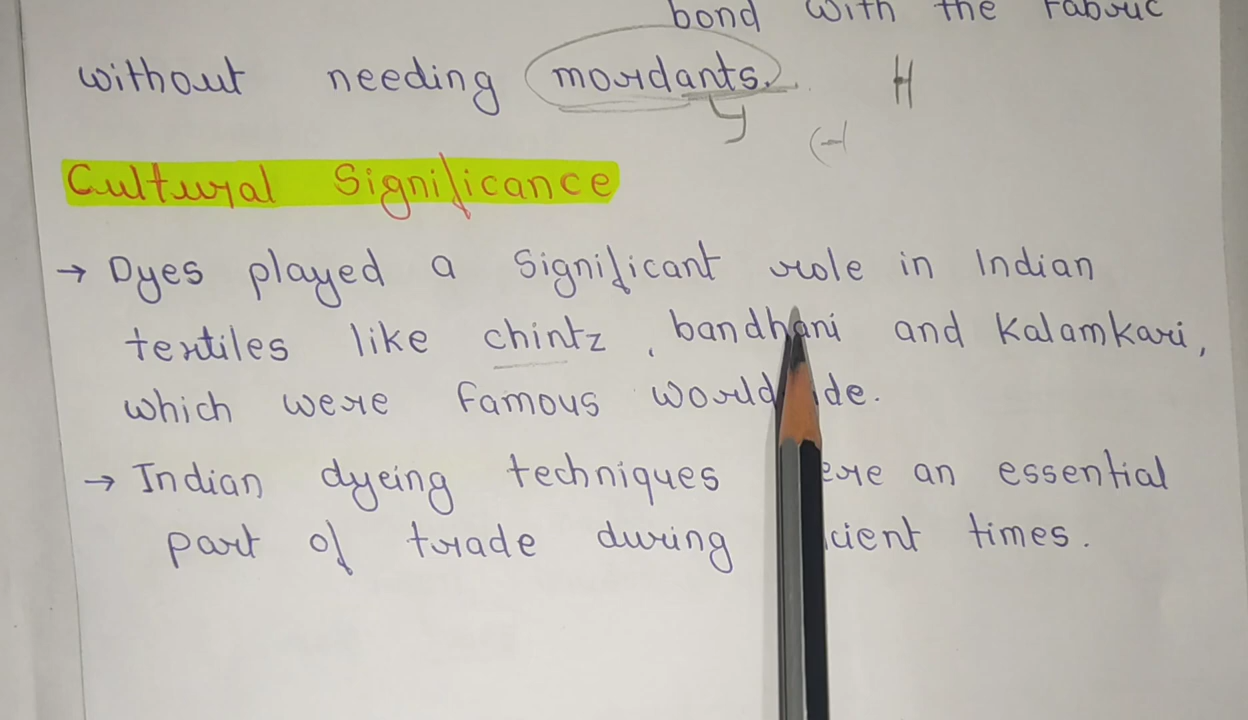 bond with the Fabric
without needing mordants.
Cultural Significance
→ Dyes played a Significant role in Indian
textiles like chintz, bandhani and Kalamkari,
which were famous
→ Indian dyeing techniques an essential
part of trade during times.